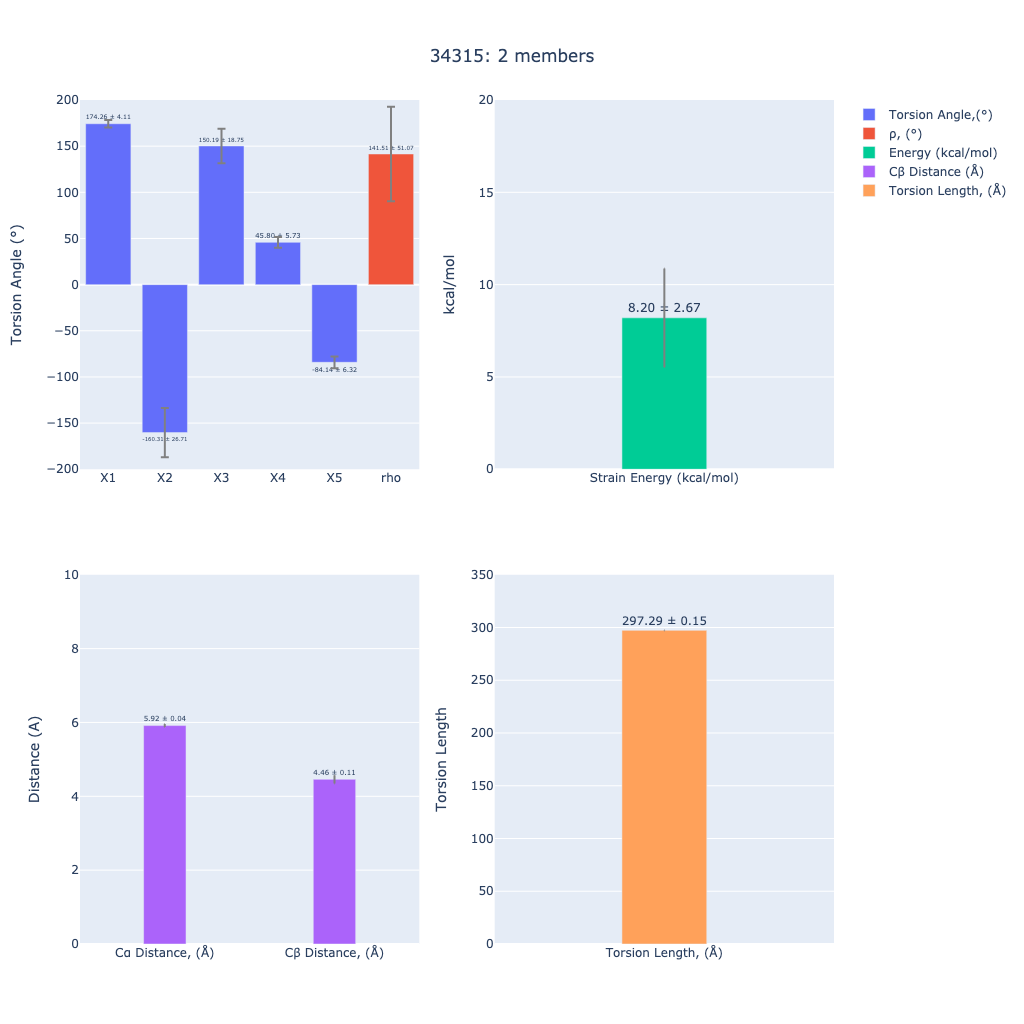 34315: 2 members
Torsion Angle (°)
200
150
100
50
0
−50
−100
−150
−200
174.26 ± 4.11
-160.31 ± 26.71
150.19 ± 18.75
45.80 ± 5.73
-84.14 ± 6.32
141.51 ± 51.07
X1
X2
X3
X4
X5
rho
kcal/mol
20
15
10
5
0
8.20 ± 2.67
Strain Energy (kcal/mol)
Torsion Angle,(°)
ρ, (°)
Energy (kcal/mol)
Cβ Distance (Å)
Torsion Length, (Å)
Distance (A)
10
8
6
4
2
0
5.92 ± 0.04
4.46 ± 0.11
Cα Distance, (Å)
Cβ Distance, (Å)
Torsion Length
350
300
250
200
150
100
50
0
297.29 ± 0.15
Torsion Length, (Å)